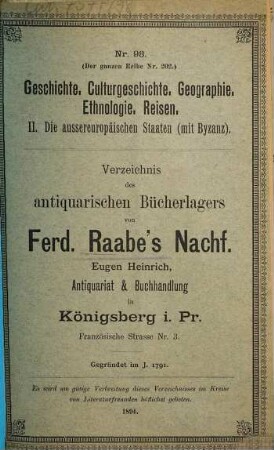 Nr. 98.
(Der ganzen Reihe Nr. 202.)
Geschichte, Culturgeschichte, Geographie,
Ethnologie, Reisen.
II. Die aussereuropäischen Staaten (mit Byzanz).
Verzeichnis
des
antiquarischen Bücherlagers
von
Ferd. Raabe's Nachf.
Eugen Heinrich,
Antiquariat & Buchhandlung
in
Königsberg i. Pr.
Französische Strasse Nr. 3.
Gegründet im J. 1791.
Es wird um gütige Verbreitung dieses Verzeichnisses im Kreise
von Literaturfreunden höflichst gebeten.
1894.